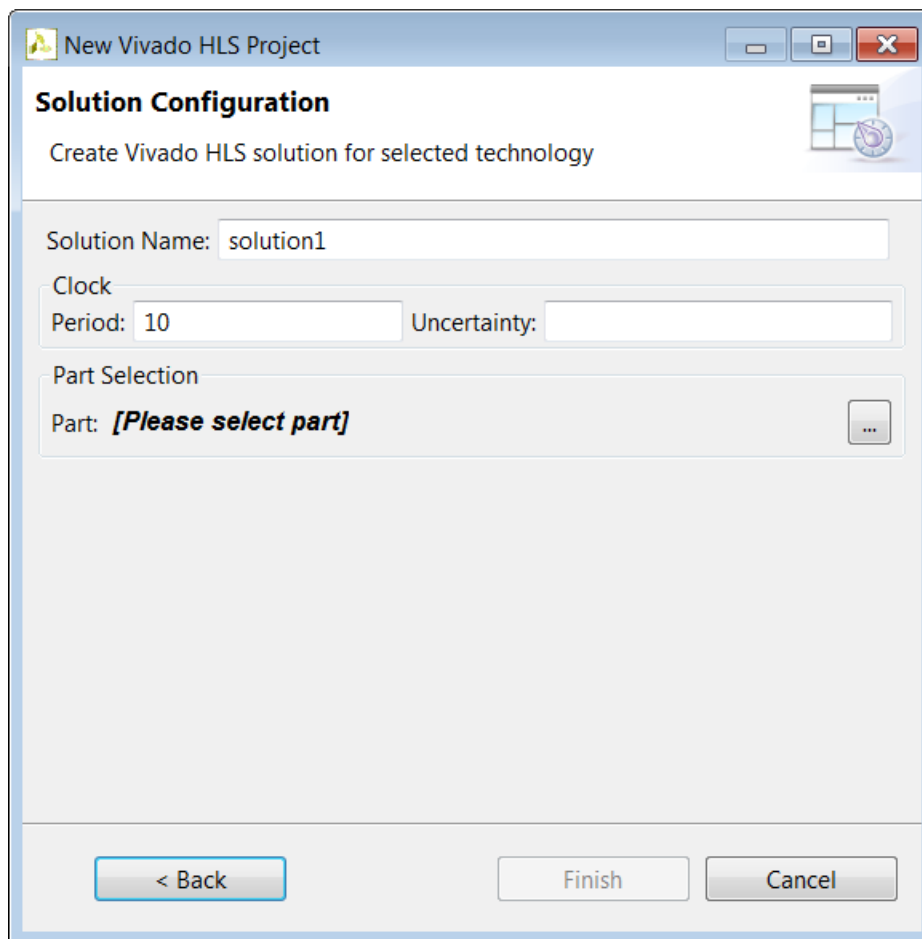 New Vivado HLS Project
Solution Configuration
Create Vivado HLS solution for selected technology
Solution Name: solution1
Clock
Period: 10 Uncertainty:
Part Selection
Part: [Please select part] ...
< Back Finish Cancel